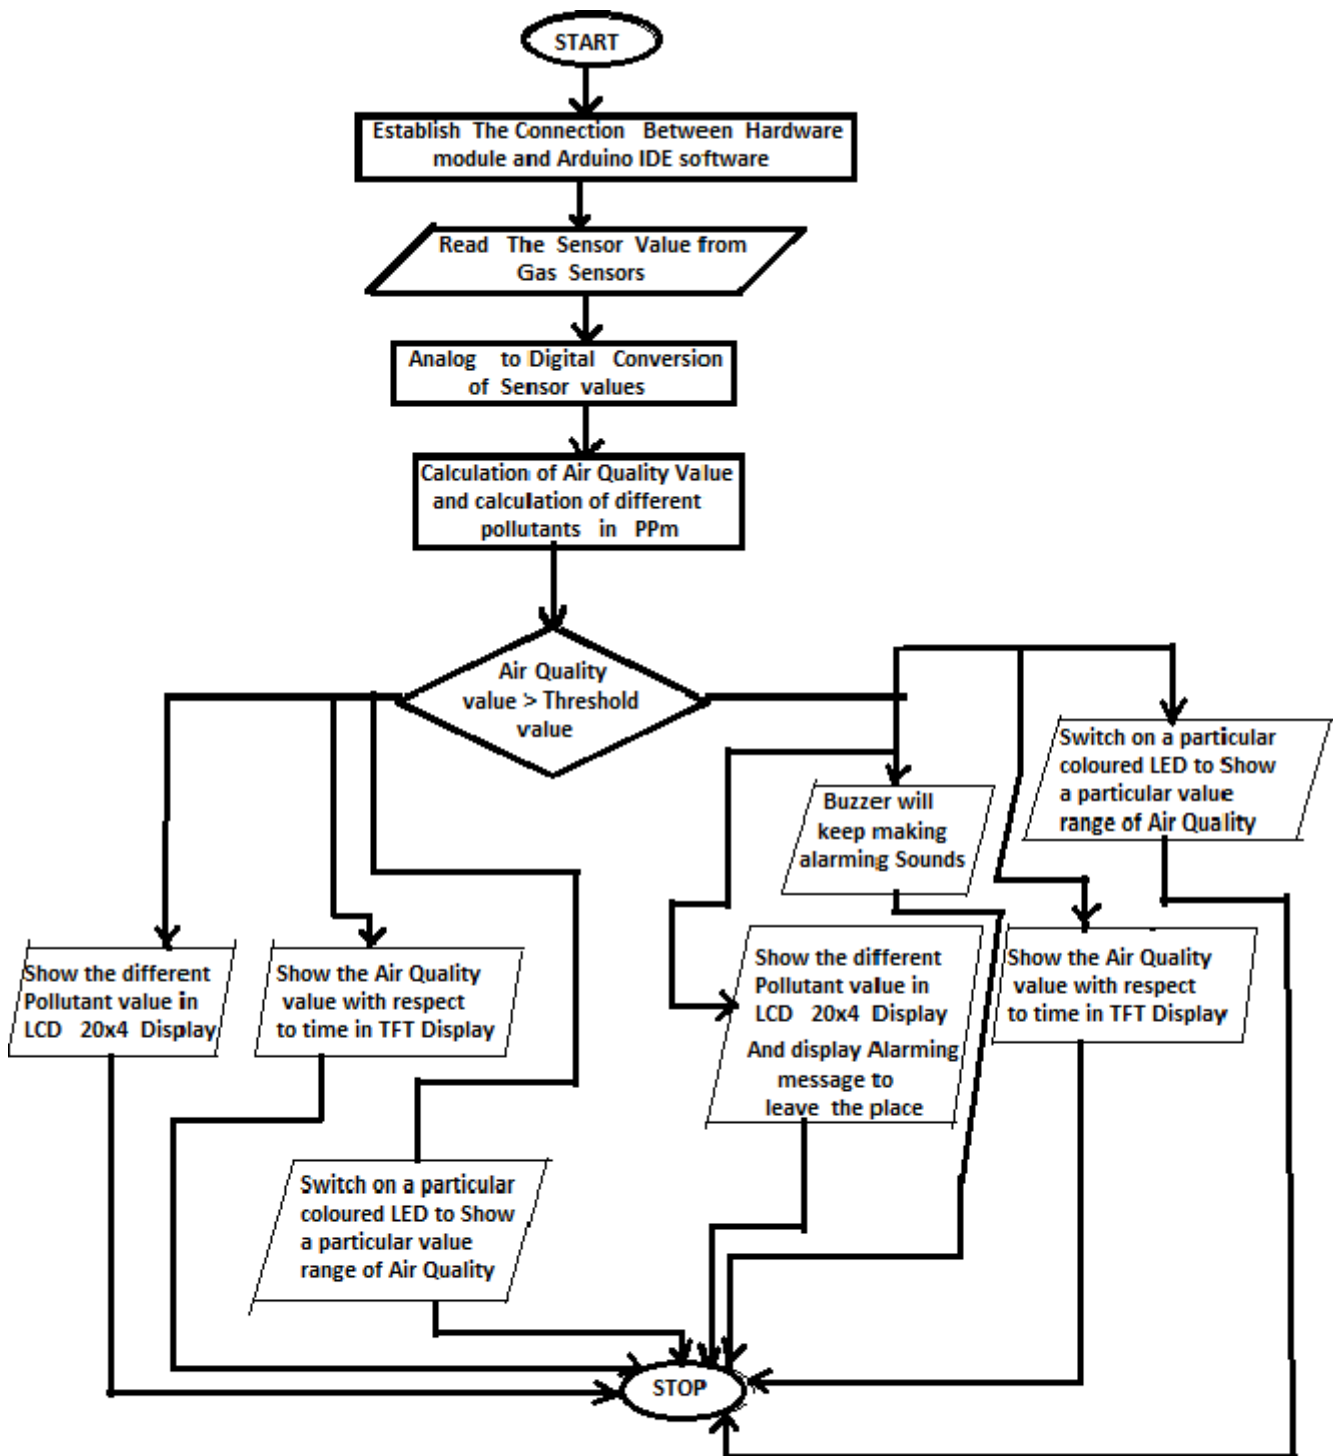 START
Establish The Connection Between Hardware
module and Arduino IDE software
Read The Sensor Value from
Gas Sensors
Analog to Digital Conversion
of Sensor values
Calculation of Air Quality Value
and calculation of different
pollutants in PPm
Air Quality
value > Threshold
value
Switch on a particular
coloured LED to Show
a particular value
range of Air Quality
Buzzer will
keep making
alarming Sounds
Show the different
Pollutant value in
LCD 20x4 Display
Show the Air Quality
value with respect
to time in TFT Display
Show the different
Pollutant value in
LCD 20x4 Display
And display Alarming
message to
leave the place
Show the Air Quality
value with respect
to time in TFT Display
Switch on a particular
coloured LED to Show
a particular value
range of Air Quality
STOP